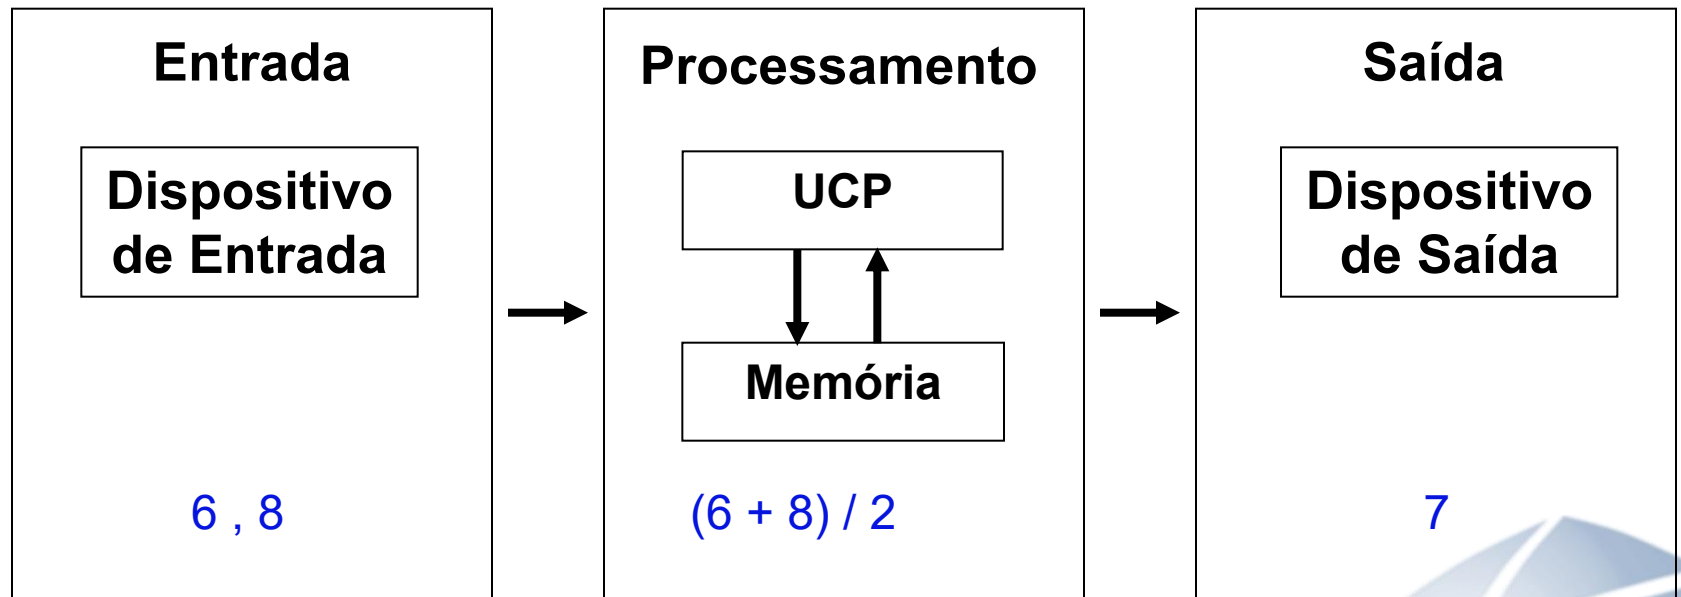 Entrada
Dispositivo
de Entrada
6 , 8
Processamento
UCP
Memória
(6 + 8) / 2
Saída
Dispositivo
de Saída
7